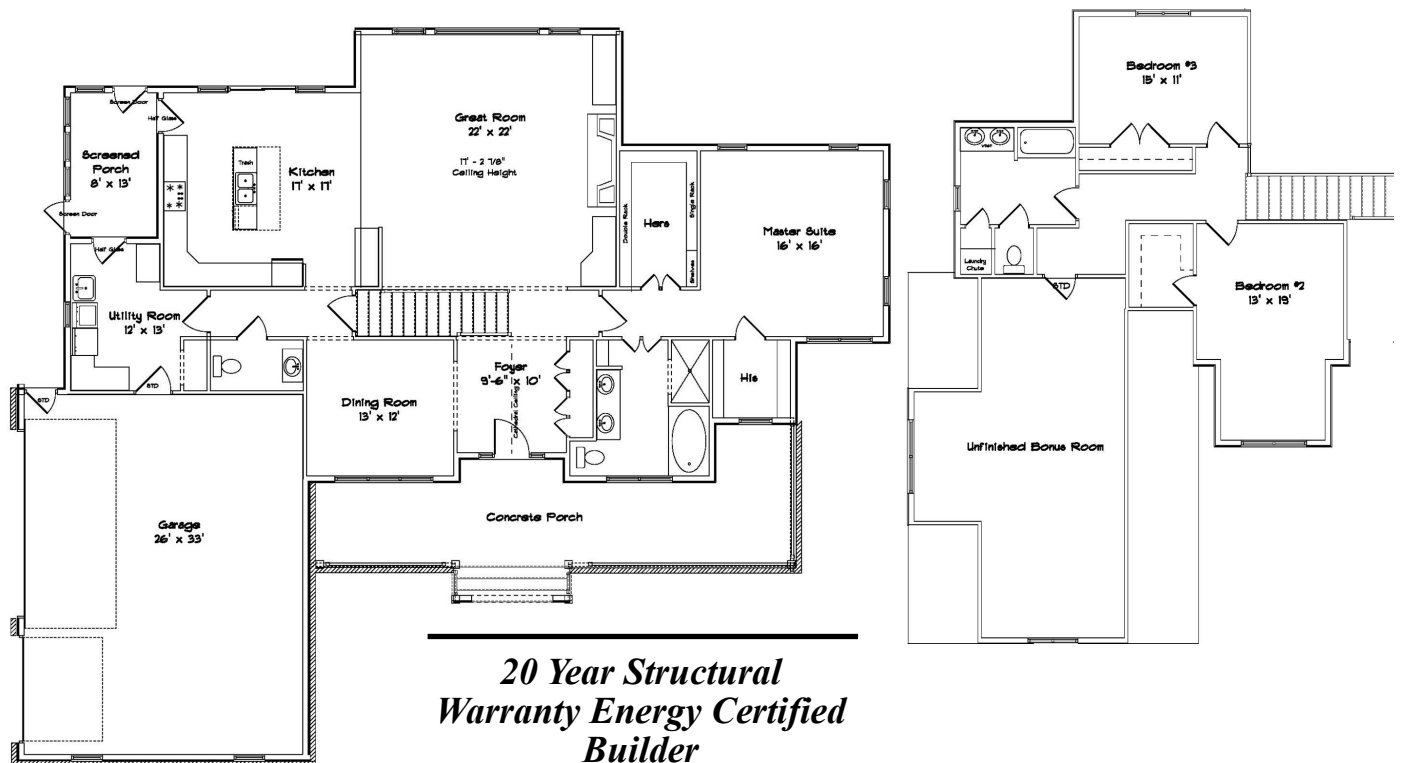 Bedroom #3
15' x 11'
Screen Door
Half Glass
Great Room
22' x 22'
17' - 2 7/8"
Ceiling Height
Screened
Porch
8' x 13'
Trash
Kitchen
17' x 17'
Double Rack
Hers
Single Rack
Shelves
Master Suite
16' x 16'
Screen Door
Half Glass
Laundry
Chute
STD
Bedroom #2
13' x 19'
Utility Room
12' x 13'
STD
STD
Foyer
9'-6" x 10'
Cathedral Ceiling
His
Dining Room
13' x 12'
Unfinished Bonus Room
Concrete Porch
Garage
26' x 33'
20 Year Structural
Warranty Energy Certified
Builder